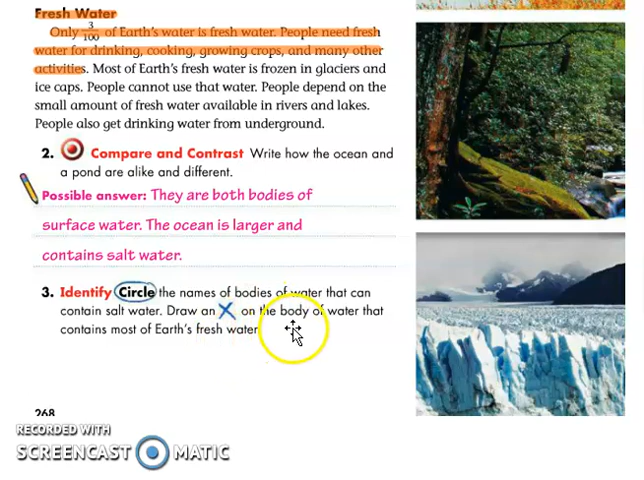 Fresh Water
Only 3/100 of Earth's water is fresh water. People need fresh
water for drinking, cooking, growing crops, and many other
activities. Most of Earth's fresh water is frozen in glaciers and
ice caps. People cannot use that water. People depend on the
small amount of fresh water available in rivers and lakes.
People also get drinking water from underground.
2. Compare and Contrast Write how the ocean and
a pond are alike and different.
Possible answer: They are both bodies of
surface water. The ocean is larger and
contains salt water.
3. Identify Circle the names of bodies of water that can
contain salt water. Draw an X on the body of water that
contains most of Earth's fresh water.
268
RECORDED WITH
SCREENCAST MATIC